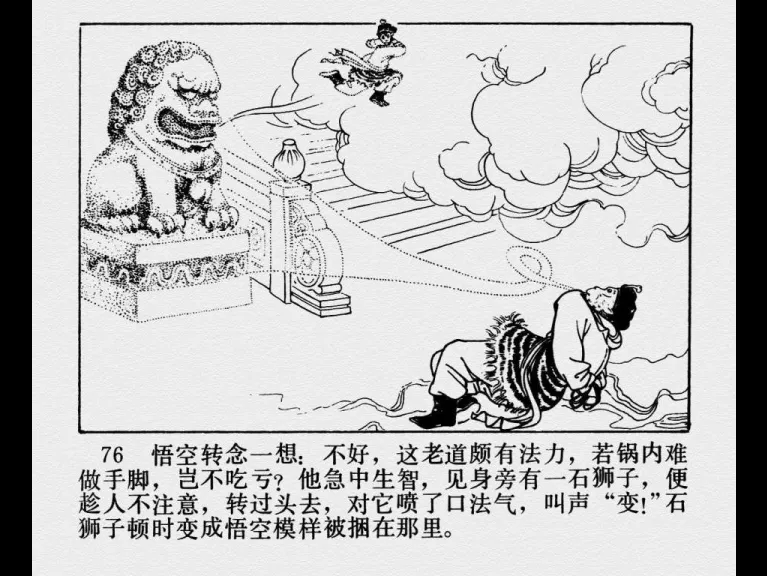 76 悟空转念一想：不好，这老道颇有法力，若锅内难
做手脚，岂不吃亏？他急中生智，见身旁有一石狮子，便
趁人不注意，转过头去，对它喷了口法气，叫声“变！”石
狮子顿时变成悟空模样被捆在那里。